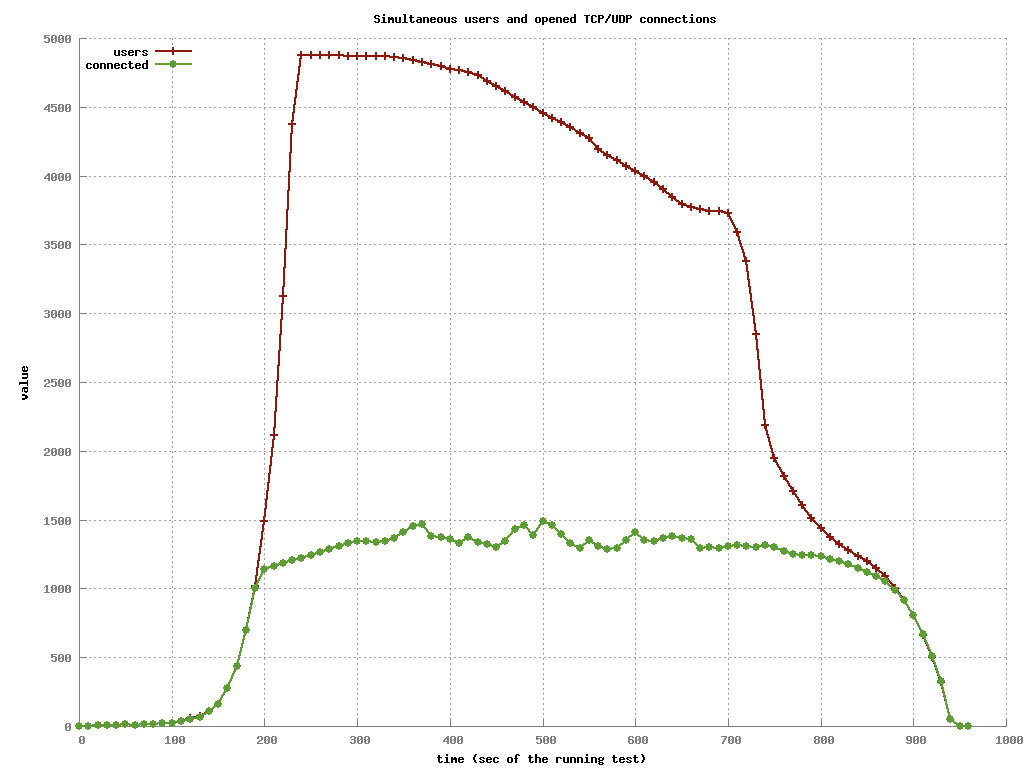 Simultaneous users and opened TCP/UDP connections
users
connected
5000
4500
4000
3500
3000
2500
2000
1500
1000
500
0
value
0 100 200 300 400 500 600 700 800 900 1000
time (sec of the running test)